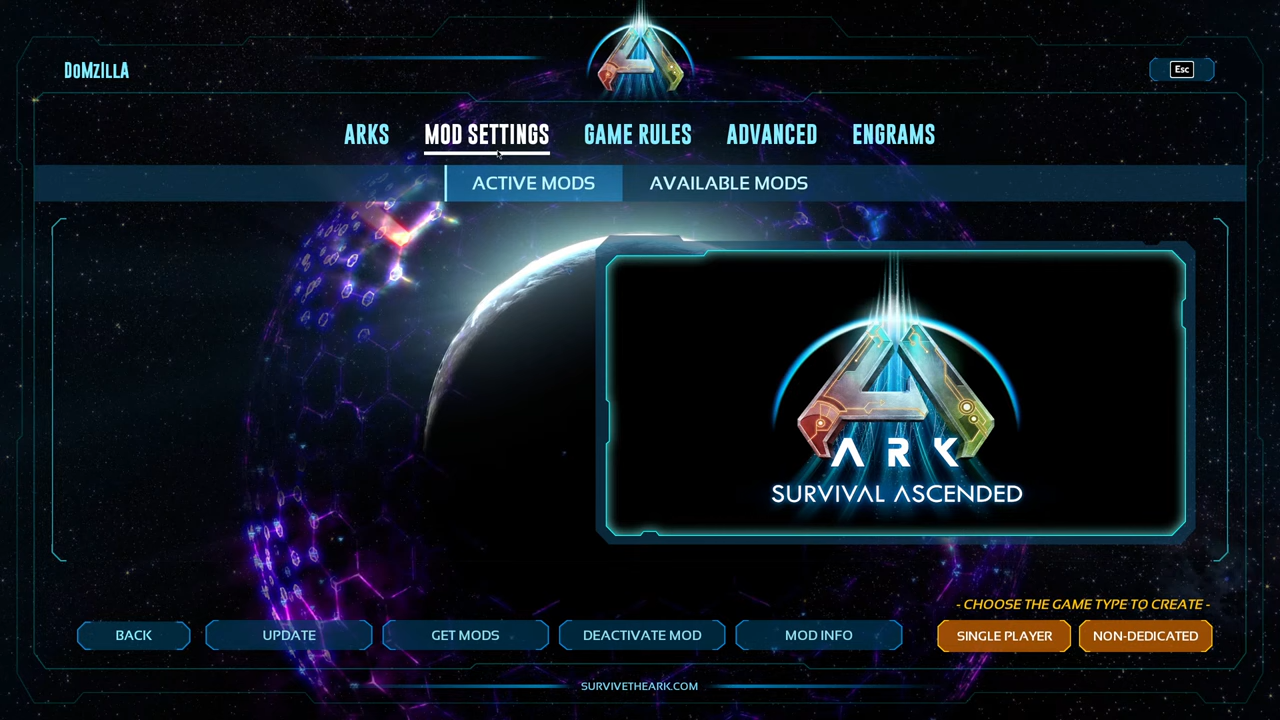 DOMZILLA
Esc
ARKS MOD SETTINGS GAME RULES ADVANCED ENGRAMS
ACTIVE MODS AVAILABLE MODS
ARK
SURVIVAL ASCENDED
- CHOOSE THE GAME TYPE TO CREATE -
BACK UPDATE GET MODS DEACTIVATE MOD MOD INFO SINGLE PLAYER NON-DEDICATED
SURVIVETHEARK.COM